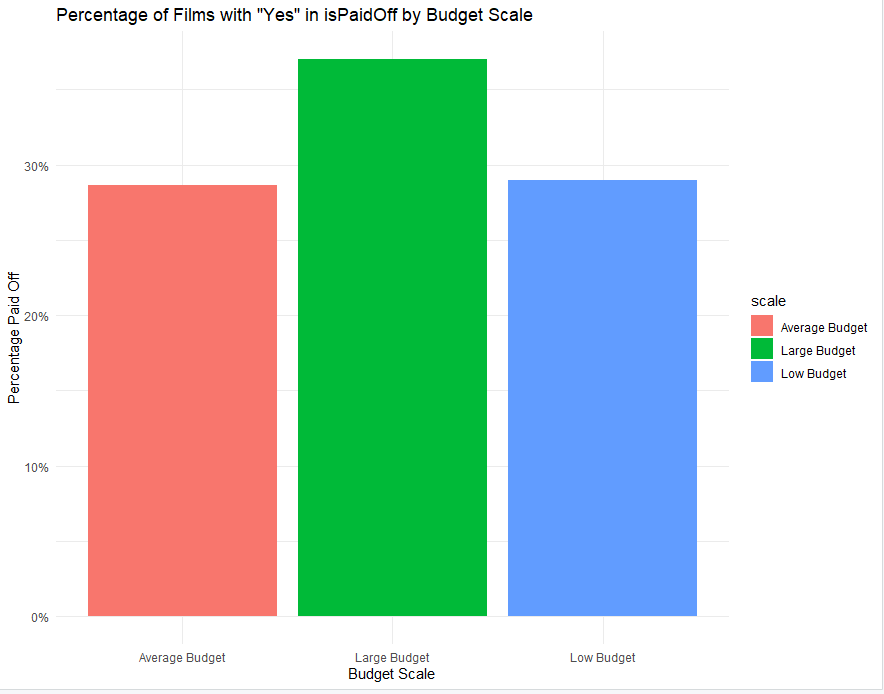 Percentage of Films with "Yes" in isPaidOff by Budget Scale
Percentage Paid Off
30%
20%
10%
0%
Average Budget
Large Budget
Low Budget
Budget Scale
scale
Average Budget
Large Budget
Low Budget